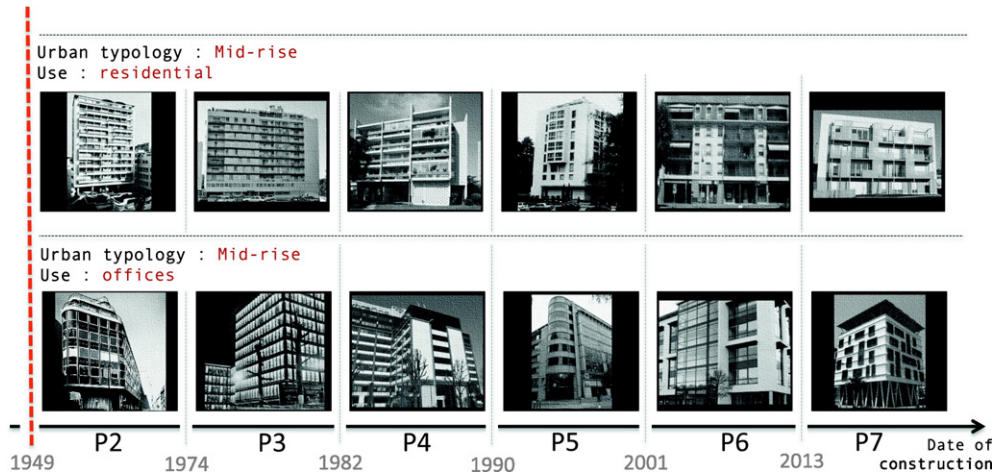 Urban typology : Mid-rise
Use : residential
Urban typology : Mid-rise
Use : offices
P2 P3 P4 P5 P6 P7 Date of
construction
1949 1974 1982 1990 2001 2013